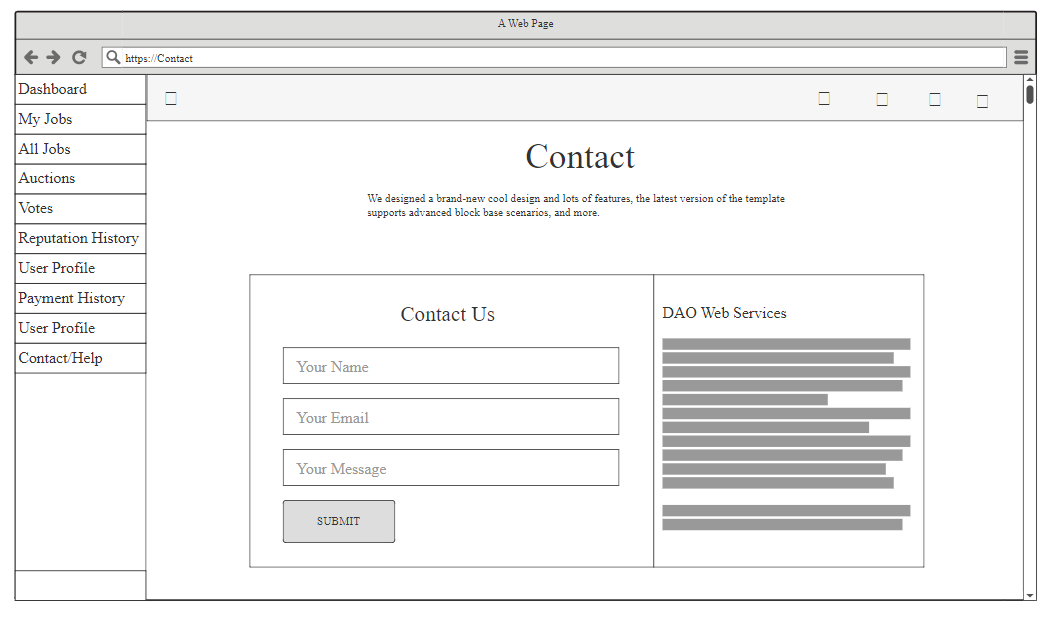 A Web Page
https://Contact
Dashboard
My Jobs
All Jobs
Auctions
Votes
Reputation History
User Profile
Payment History
User Profile
Contact/Help
Contact
We designed a brand-new cool design and lots of features, the latest version of the template
supports advanced block base scenarios, and more.
Contact Us
Your Name
Your Email
Your Message
SUBMIT
DAO Web Services